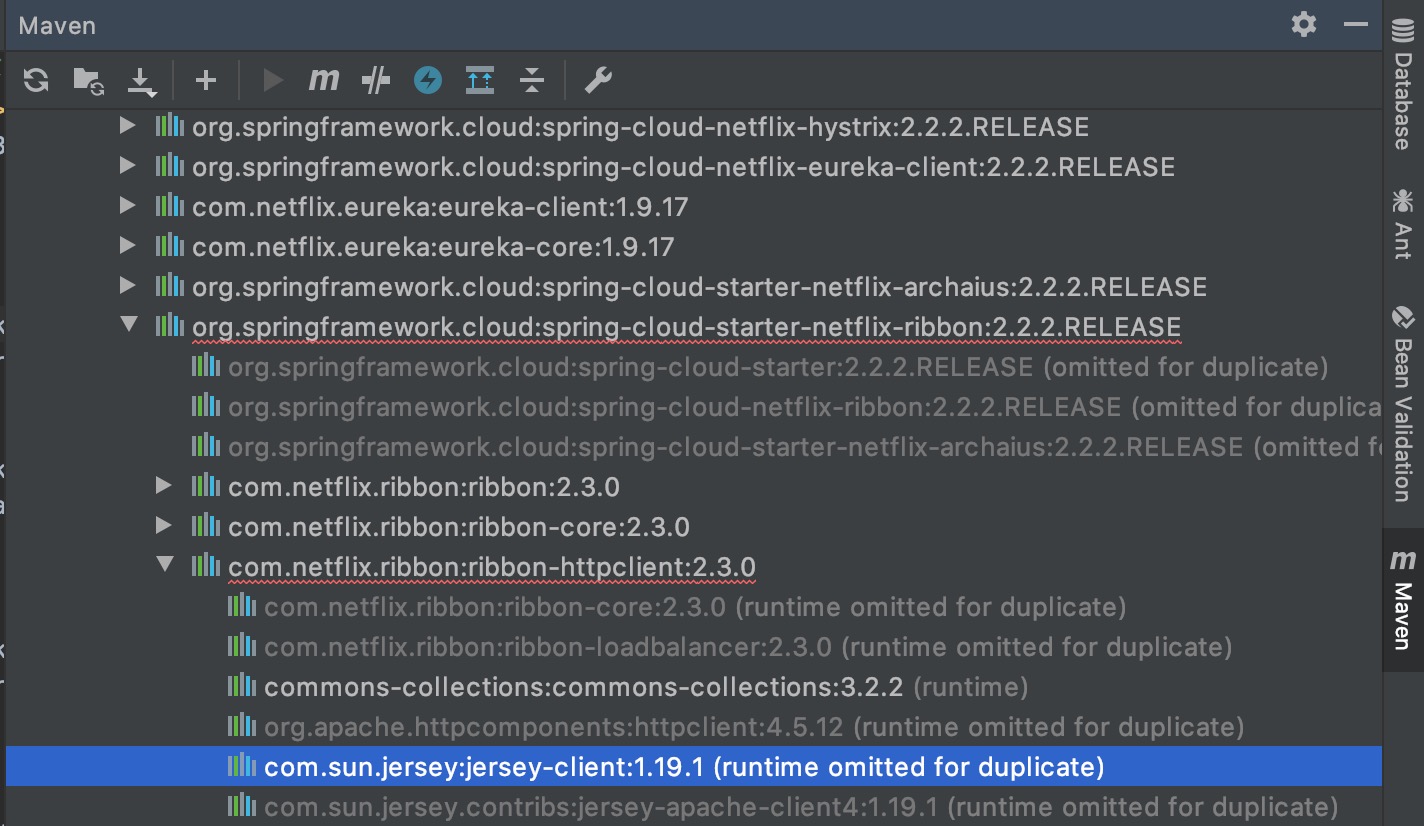 Maven
m
org.springframework.cloud:spring-cloud-netflix-hystrix:2.2.2.RELEASE
org.springframework.cloud:spring-cloud-netflix-eureka-client:2.2.2.RELEASE
com.netflix.eureka:eureka-client:1.9.17
com.netflix.eureka:eureka-core:1.9.17
org.springframework.cloud:spring-cloud-starter-netflix-archaius:2.2.2.RELEASE
org.springframework.cloud:spring-cloud-starter-netflix-ribbon:2.2.2.RELEASE
org.springframework.cloud:spring-cloud-starter:2.2.2.RELEASE (omitted for duplicate)
org.springframework.cloud:spring-cloud-netflix-ribbon:2.2.2.RELEASE (omitted for duplica
org.springframework.cloud:spring-cloud-starter-netflix-archaius:2.2.2.RELEASE (omitted f
com.netflix.ribbon:ribbon:2.3.0
com.netflix.ribbon:ribbon-core:2.3.0
com.netflix.ribbon:ribbon-httpclient:2.3.0
com.netflix.ribbon:ribbon-core:2.3.0 (runtime omitted for duplicate)
com.netflix.ribbon:ribbon-loadbalancer:2.3.0 (runtime omitted for duplicate)
commons-collections:commons-collections:3.2.2 (runtime)
org.apache.httpcomponents:httpclient:4.5.12 (runtime omitted for duplicate)
com.sun.jersey:jersey-client:1.19.1 (runtime omitted for duplicate)
com.sun.jersey.contribs:jersey-apache-client4:1.19.1 (runtime omitted for duplicate)
Database
Ant
Bean Validation
m
Maven